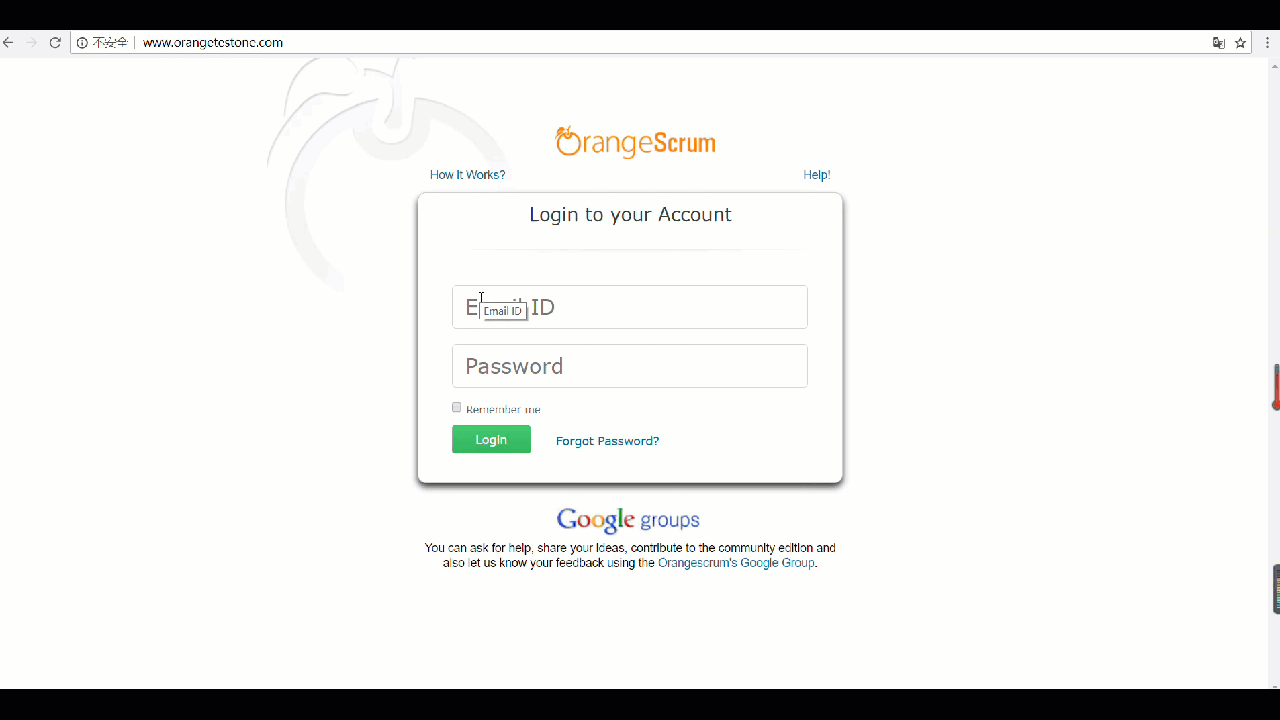 不安全 www.orangetestone.com
OrangeScrum
How It Works? Help!
Login to your Account
Email ID
Password
Remember me
Login Forgot Password?
Google groups
You can ask for help, share your ideas, contribute to the community edition and
also let us know your feedback using the Orangescrum's Google Group.